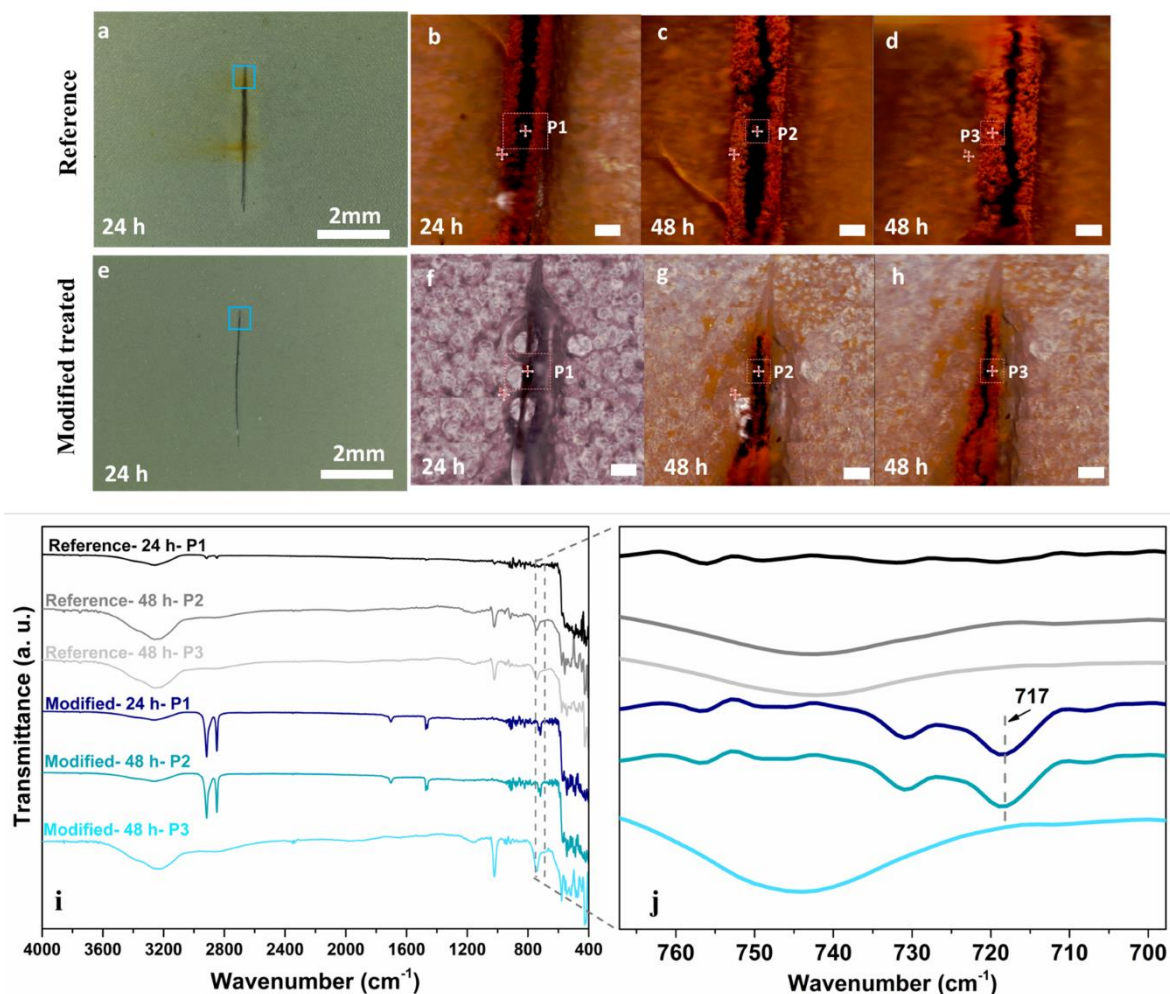 Reference
a
24 h
2mm
b
P1
24 h
c
P2
48 h
d
P3
48 h
Modified treated
e
24 h
2mm
f
P1
24 h
g
P2
48 h
h
P3
48 h
Transmittance (a. u.)
Reference- 24 h- P1
Reference- 48 h- P2
Reference- 48 h- P3
Modified- 24 h- P1
Modified- 48 h- P2
Modified- 48 h- P3
i
4000 3600 2800 2000 1600 1200 800 400
Wavenumber (cm⁻¹)
717
j
760 750 740 730 720 710 700
Wavenumber (cm⁻¹)